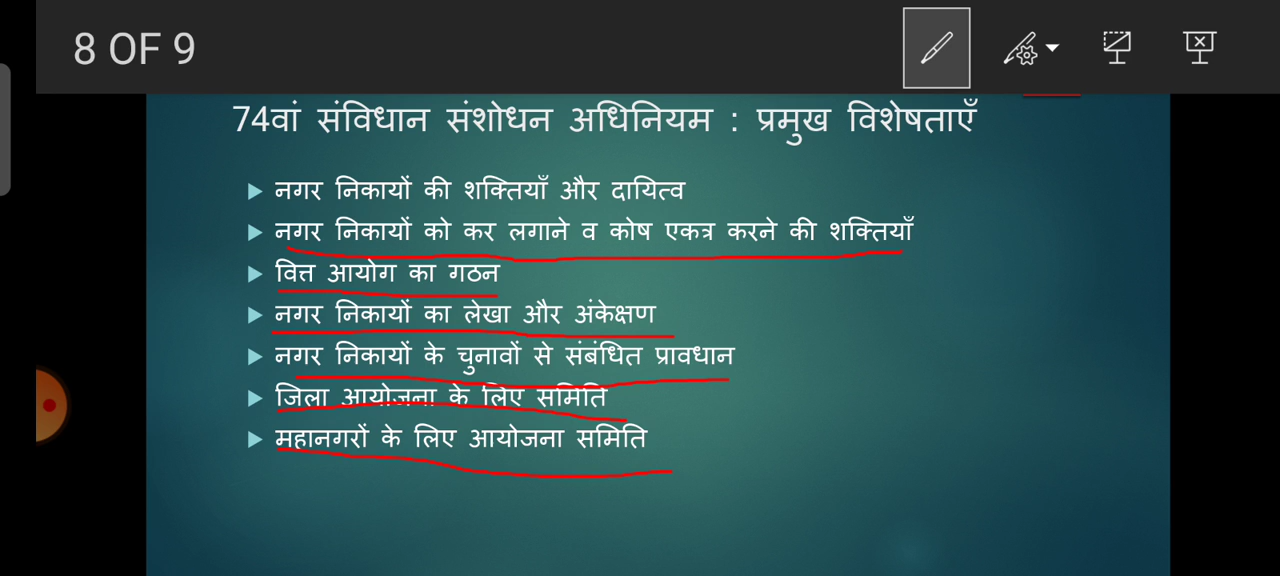 8 OF 9
74वां संविधान संशोधन अधिनियम : प्रमुख विशेषताएँ
नगर निकायों की शक्तियाँ और दायित्व
नगर निकायों को कर लगाने व कोष एकत्र करने की शक्तियाँ
वित्त आयोग का गठन
नगर निकायों का लेखा और अंकेक्षण
नगर निकायों के चुनावों से संबंधित प्रावधान
जिला आयोजना के लिए समिति
महानगरों के लिए आयोजना समिति